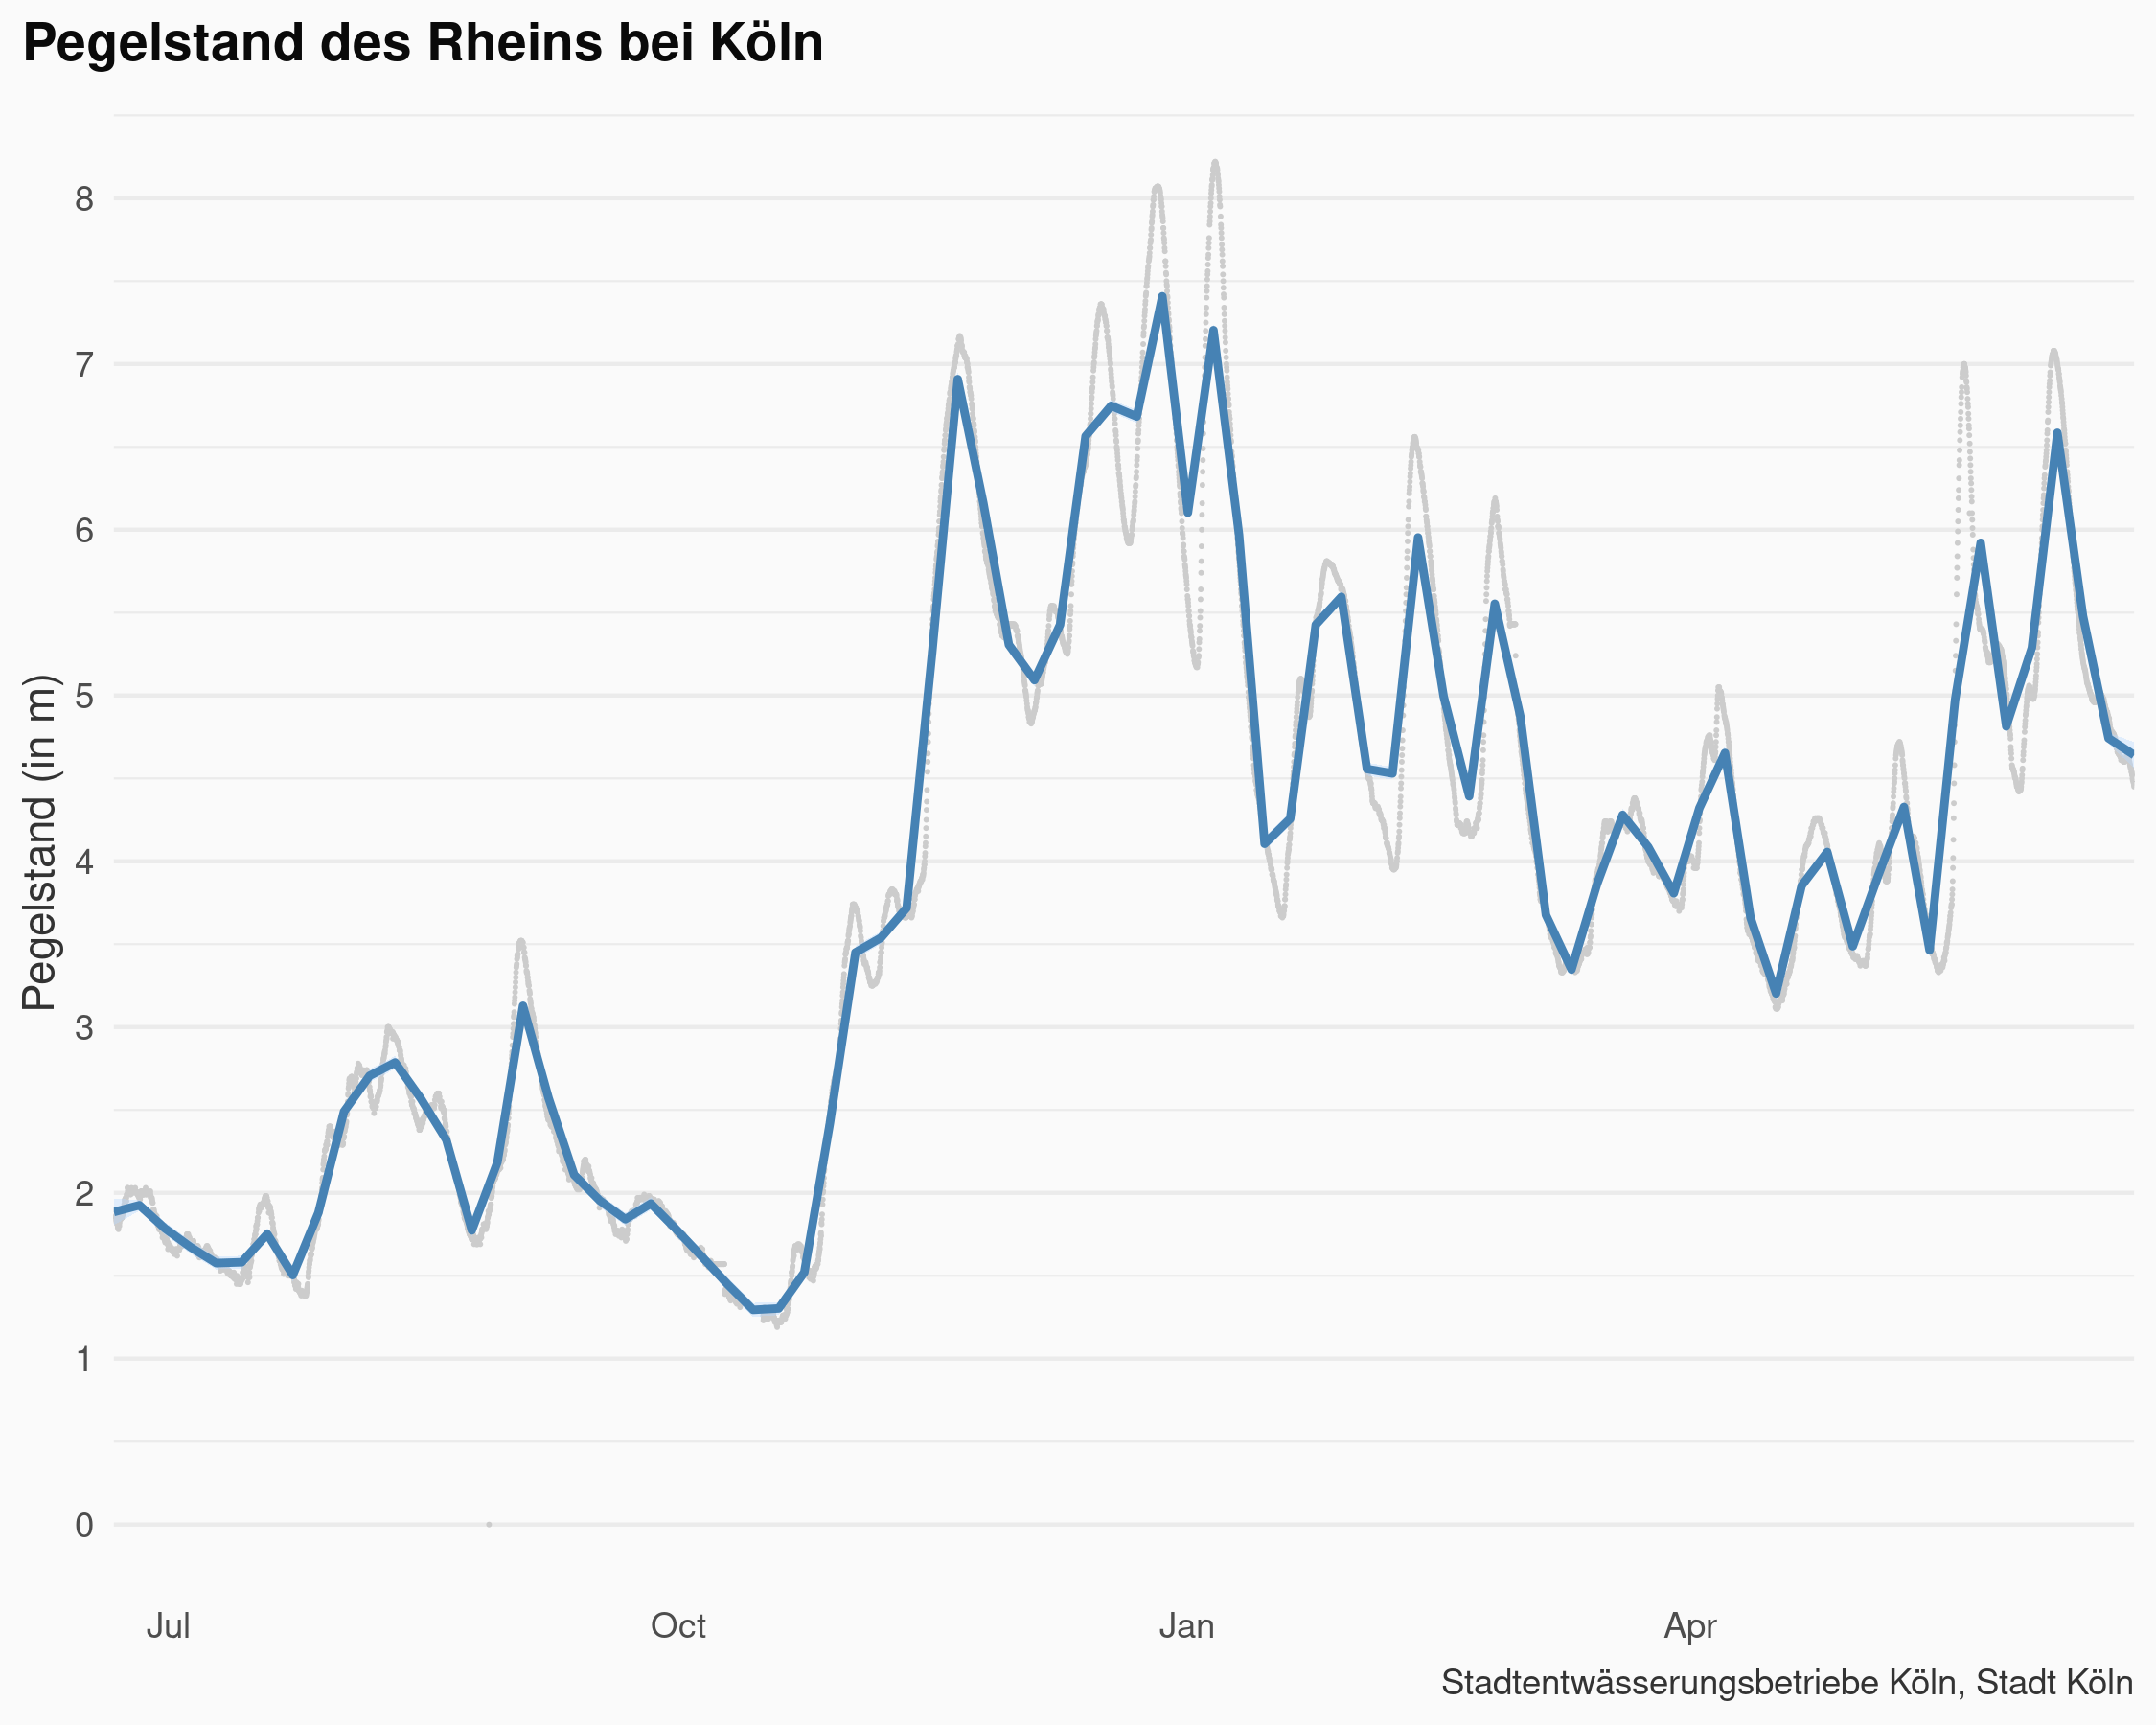 Pegelstand des Rheins bei Köln
Pegelstand (in m)
8
7
6
5
4
3
2
1
0
Jul Oct Jan Apr
Stadtentwässerungsbetriebe Köln, Stadt Köln